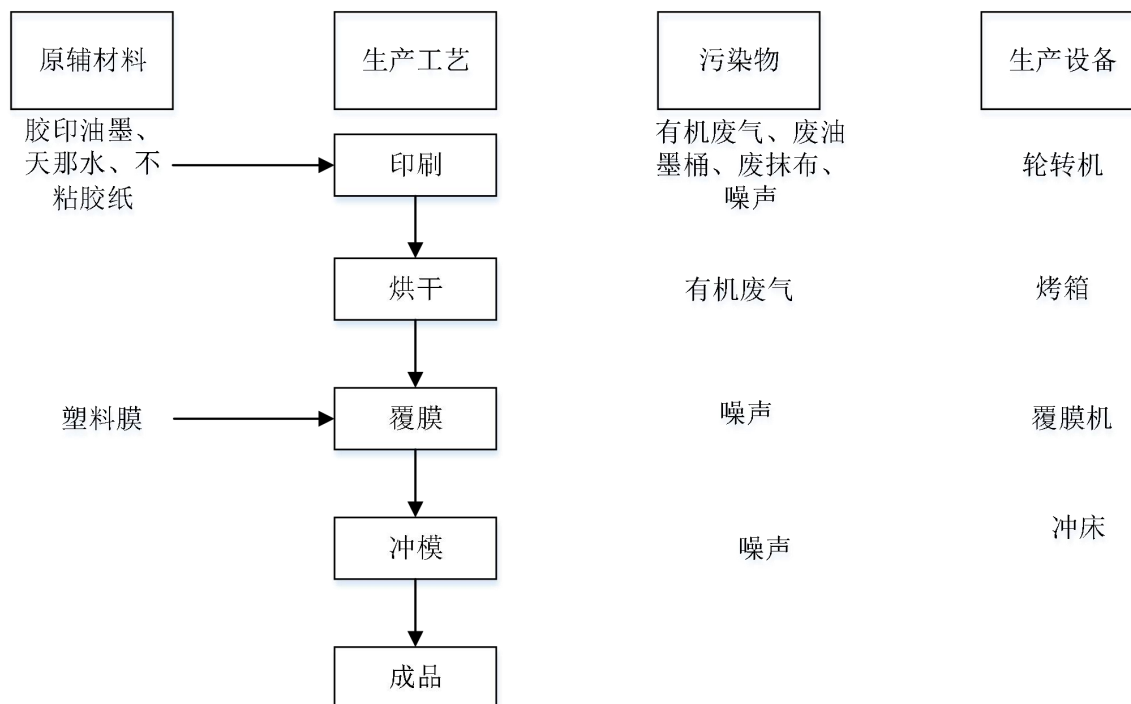 原辅材料
生产工艺
污染物
生产设备
胶印油墨、
天那水、不
粘胶纸
印刷
有机废气、废油
墨桶、废抹布、
噪声
轮转机
烘干
有机废气
烤箱
塑料膜
覆膜
噪声
覆膜机
冲模
噪声
冲床
成品